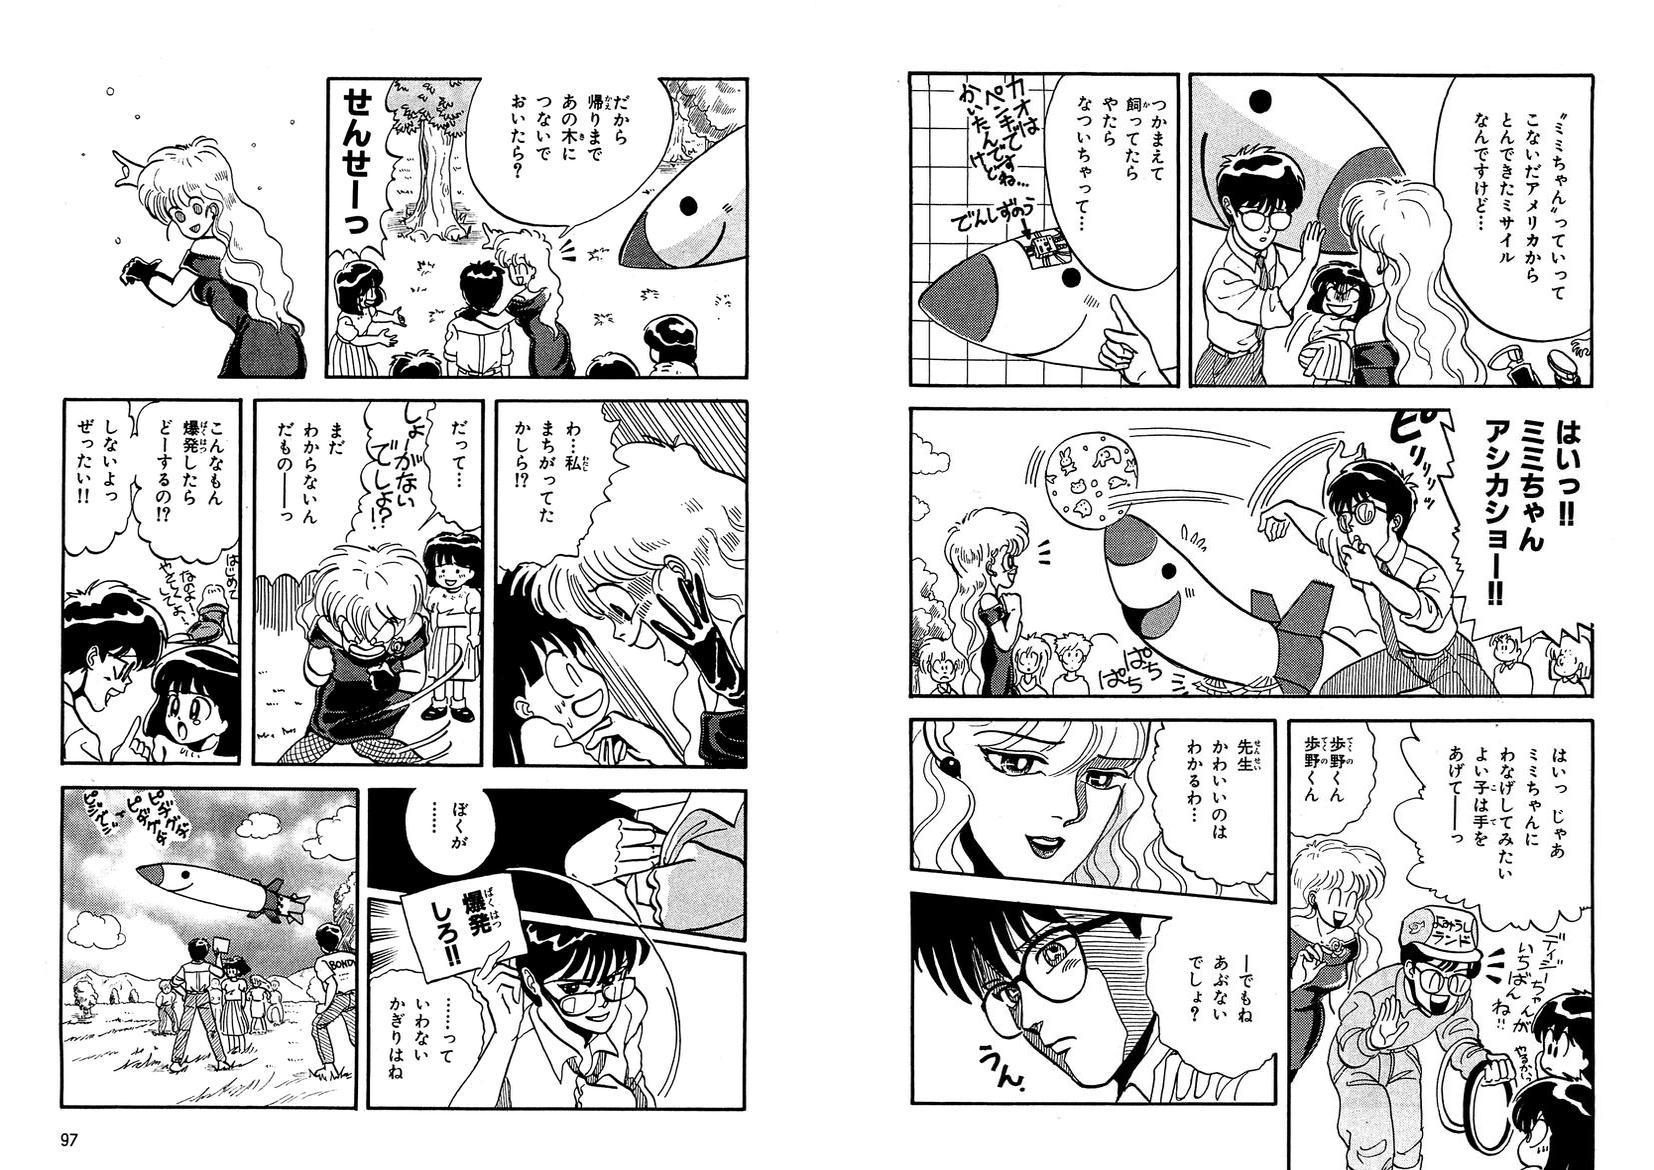 〝ミミちゃん〟っていって
こないだアメリカから
とんできたミサイル
なんですけど…
つかまえて
飼ってたら
やたら
なついちゃって…
カオは
ペンキで
かいたんですね…
けど
でんしずのう
はいっ!!
ミミちゃん
アシカショー!!
ピリリリッ
ぱちぱち
ぱちぱち
はいっ じゃあ
ミミちゃんに
わなげしてみたい
よい子は手を
あげて——っ
歩野くん
歩野くん
よみうり
ランド
ディジーちゃんが
いちばん
ね!!
やるかい?
先生
かわいいのは
わかるわ…
—でもね
あぶない
でしょ?
うん.
だから
帰りまで
あの木に
つないで
おいたら?
せんせーっ
わ…私
まちがってた
かしら!?
だって…
しょーがない
でしょ!?
まだ
わからないん
だもの——っ
こんなもん
爆発したら
どーするの!?
しないよっ
ぜったい!!
はじめて
なのよー!
やさしくして
ぼくが
……
爆発
しろ!!
……って
いわない
かぎりはね
BOND
97